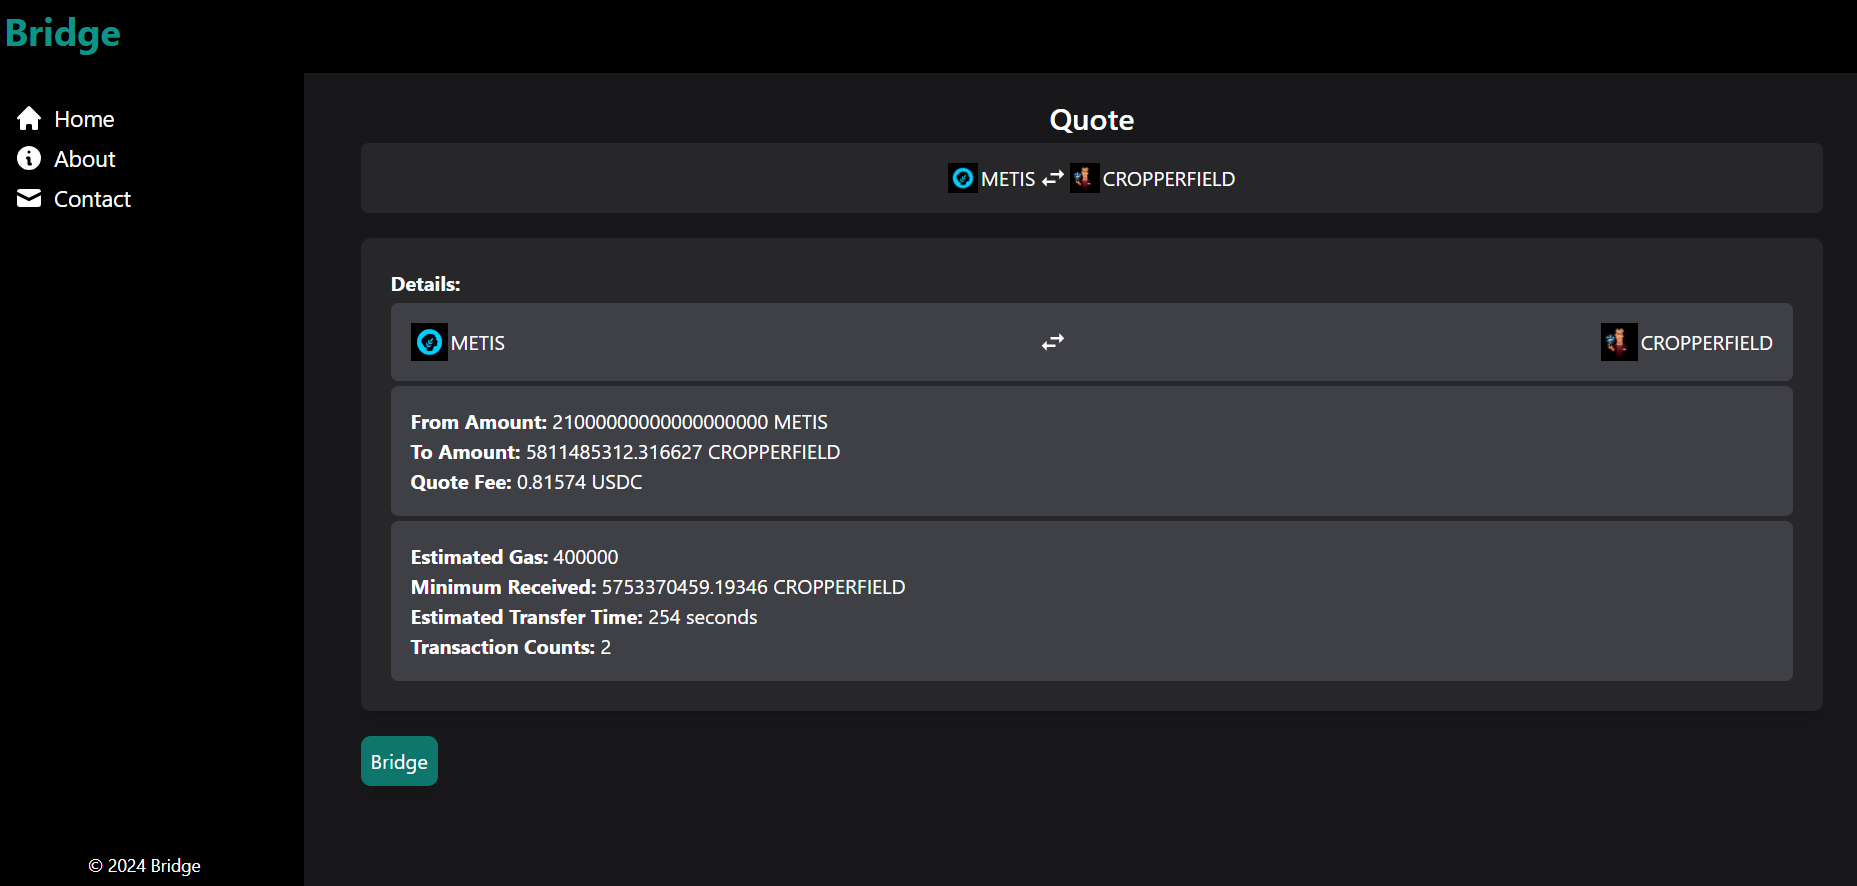 Bridge
Home
About
Contact
Quote
METIS CROPPERFIELD
Details:
METIS CROPPERFIELD
From Amount: 21000000000000000000 METIS
To Amount: 5811485312.316627 CROPPERFIELD
Quote Fee: 0.81574 USDC
Estimated Gas: 400000
Minimum Received: 5753370459.19346 CROPPERFIELD
Estimated Transfer Time: 254 seconds
Transaction Counts: 2
Bridge
© 2024 Bridge